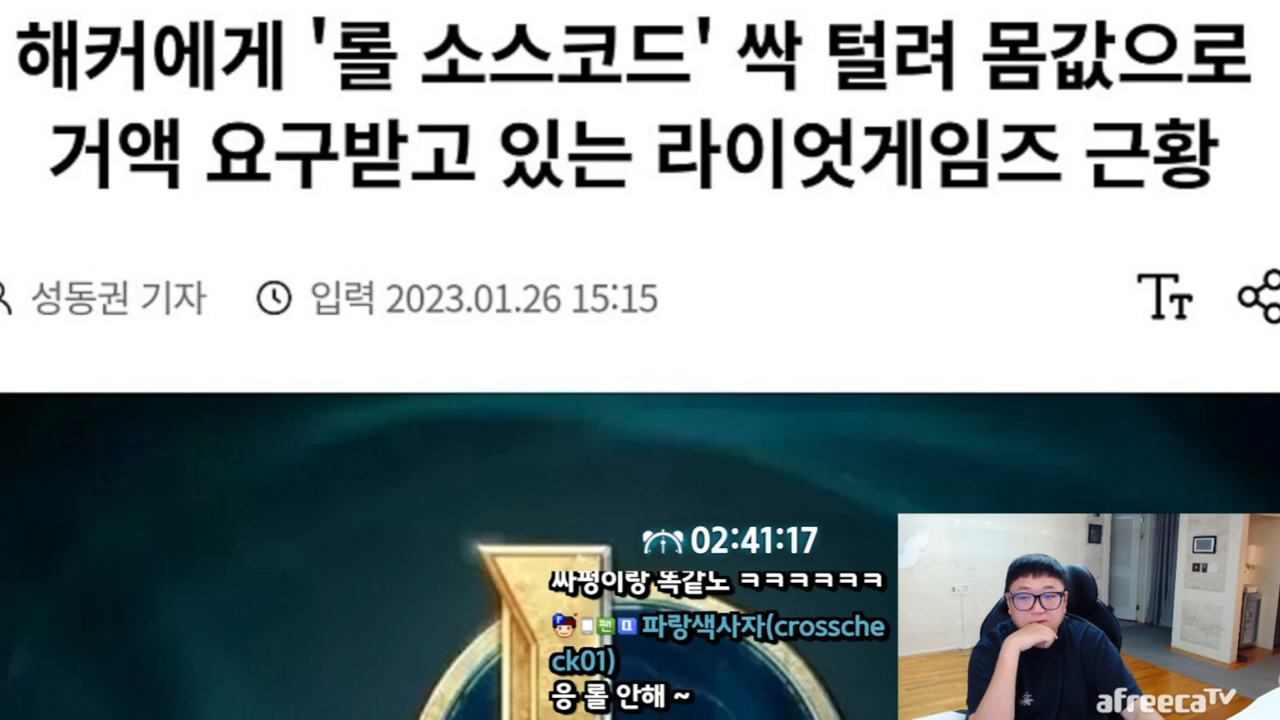 해커에게 '롤 소스코드' 싹 털려 몸값으로
거액 요구받고 있는 라이엇게임즈 근황
성동권 기자 입력 2023.01.26 15:15
TT
02:41:17
싸펑이랑 똑같노 ㅋㅋㅋㅋㅋㅋ
팬 파랑색사자(crossche
ck01)
응 롤 안해 ~
afreecaTV